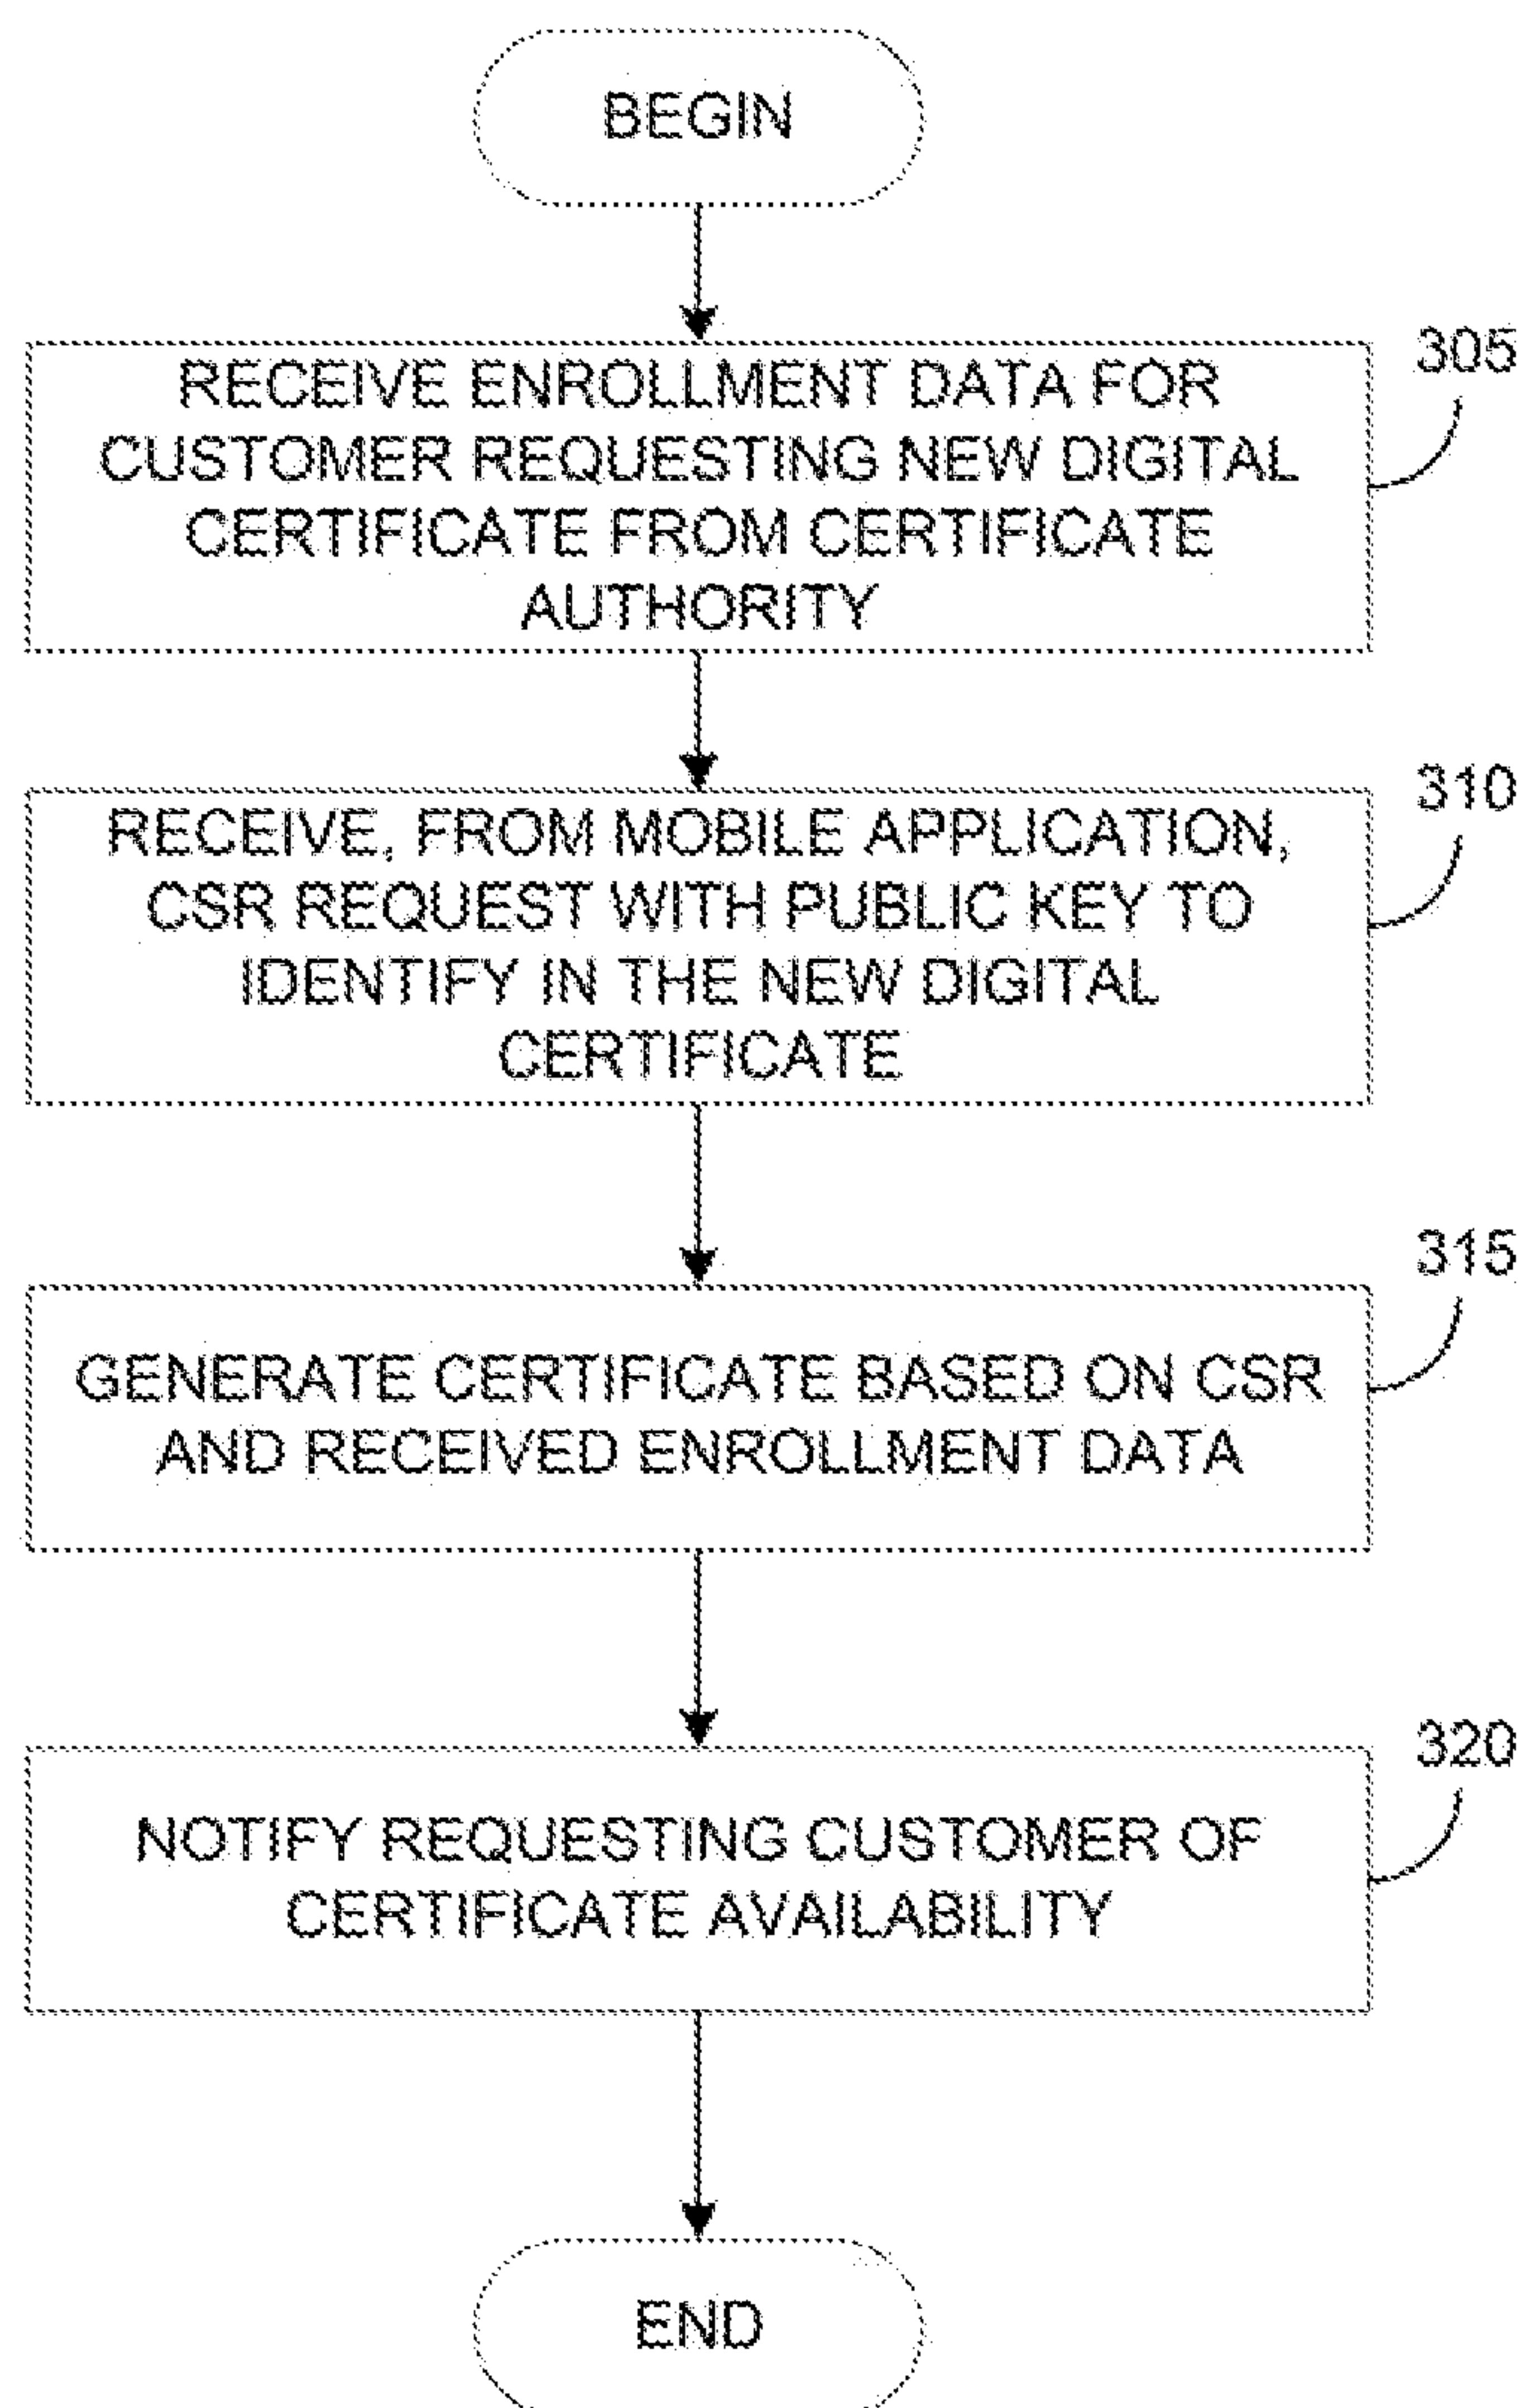 BEGIN
305
RECEIVE ENROLLMENT DATA FOR
CUSTOMER REQUESTING NEW DIGITAL
CERTIFICATE FROM CERTIFICATE
AUTHORITY
310
RECEIVE, FROM MOBILE APPLICATION,
CSR REQUEST WITH PUBLIC KEY TO
IDENTIFY IN THE NEW DIGITAL
CERTIFICATE
315
GENERATE CERTIFICATE BASED ON CSR
AND RECEIVED ENROLLMENT DATA
320
NOTIFY REQUESTING CUSTOMER OF
CERTIFICATE AVAILABILITY
END